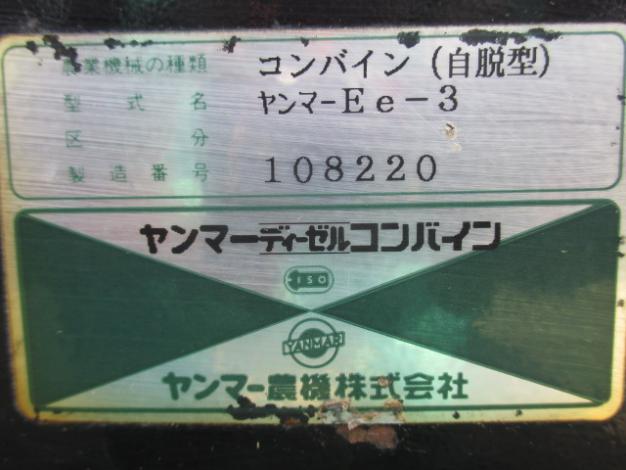 農業機械の種類 コンバイン (自脱型)
型式名 ヤンマーEe-3
区分
製造番号 108220
ヤンマーディーゼルコンバイン
ISO
YANMAR
ヤンマー農機株式会社